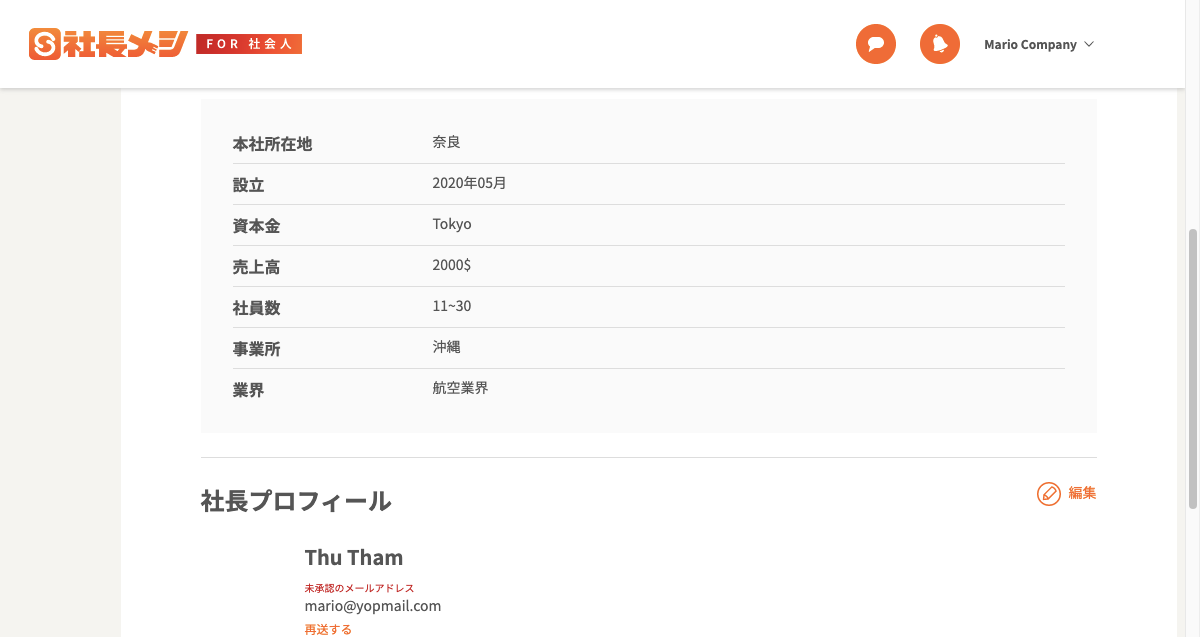 社長メシ FOR 社会人
Mario Company
本社所在地 奈良
設立 2020年05月
資本金 Tokyo
売上高 2000$
社員数 11~30
事業所 沖縄
業界 航空業界
社長プロフィール
編集
Thu Tham
未承認のメールアドレス
mario@yopmail.com
再送する